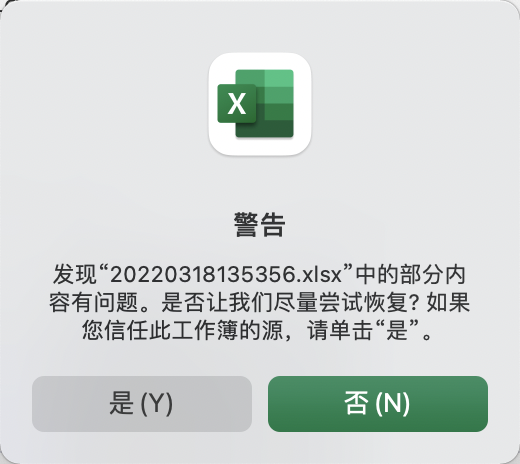 X
警告
发现“20220318135356.xlsx”中的部分内
容有问题。是否让我们尽量尝试恢复? 如果
您信任此工作簿的源，请单击“是”。
是(Y)
否(N)